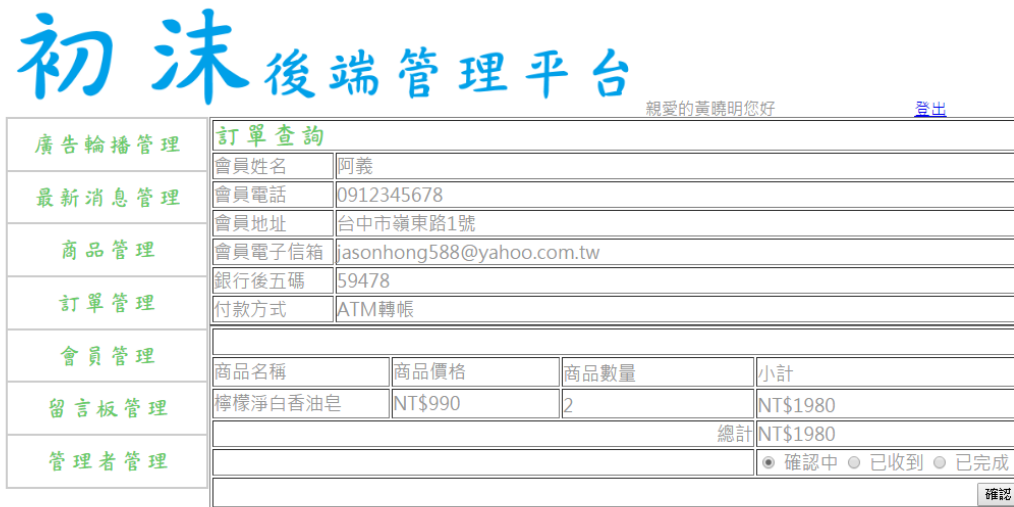 初沫後端管理平台
親愛的黃曉明您好 登出
廣告輪播管理
最新消息管理
商品管理
訂單管理
會員管理
留言板管理
管理者管理
訂單查詢
會員姓名 阿義
會員電話 0912345678
會員地址 台中市嶺東路1號
會員電子信箱 jasonhong588@yahoo.com.tw
銀行後五碼 59478
付款方式 ATM轉帳
商品名稱 商品價格 商品數量 小計
檸檬淨白香油皂 NT$990 2 NT$1980
總計 NT$1980
確認中 已收到 已完成
確認